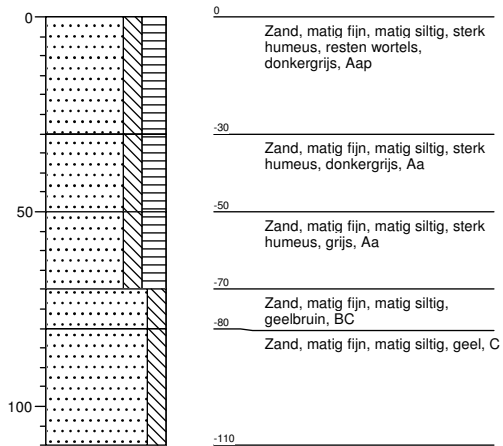 0
0
Zand, matig fijn, matig siltig, sterk
humeus, resten wortels,
donkergrijs, Aap
-30
Zand, matig fijn, matig siltig, sterk
humeus, donkergrijs, Aa
50
-50
Zand, matig fijn, matig siltig, sterk
humeus, grijs, Aa
-70
Zand, matig fijn, matig siltig,
geelbruin, BC
-80
Zand, matig fijn, matig siltig, geel, C
100
-110